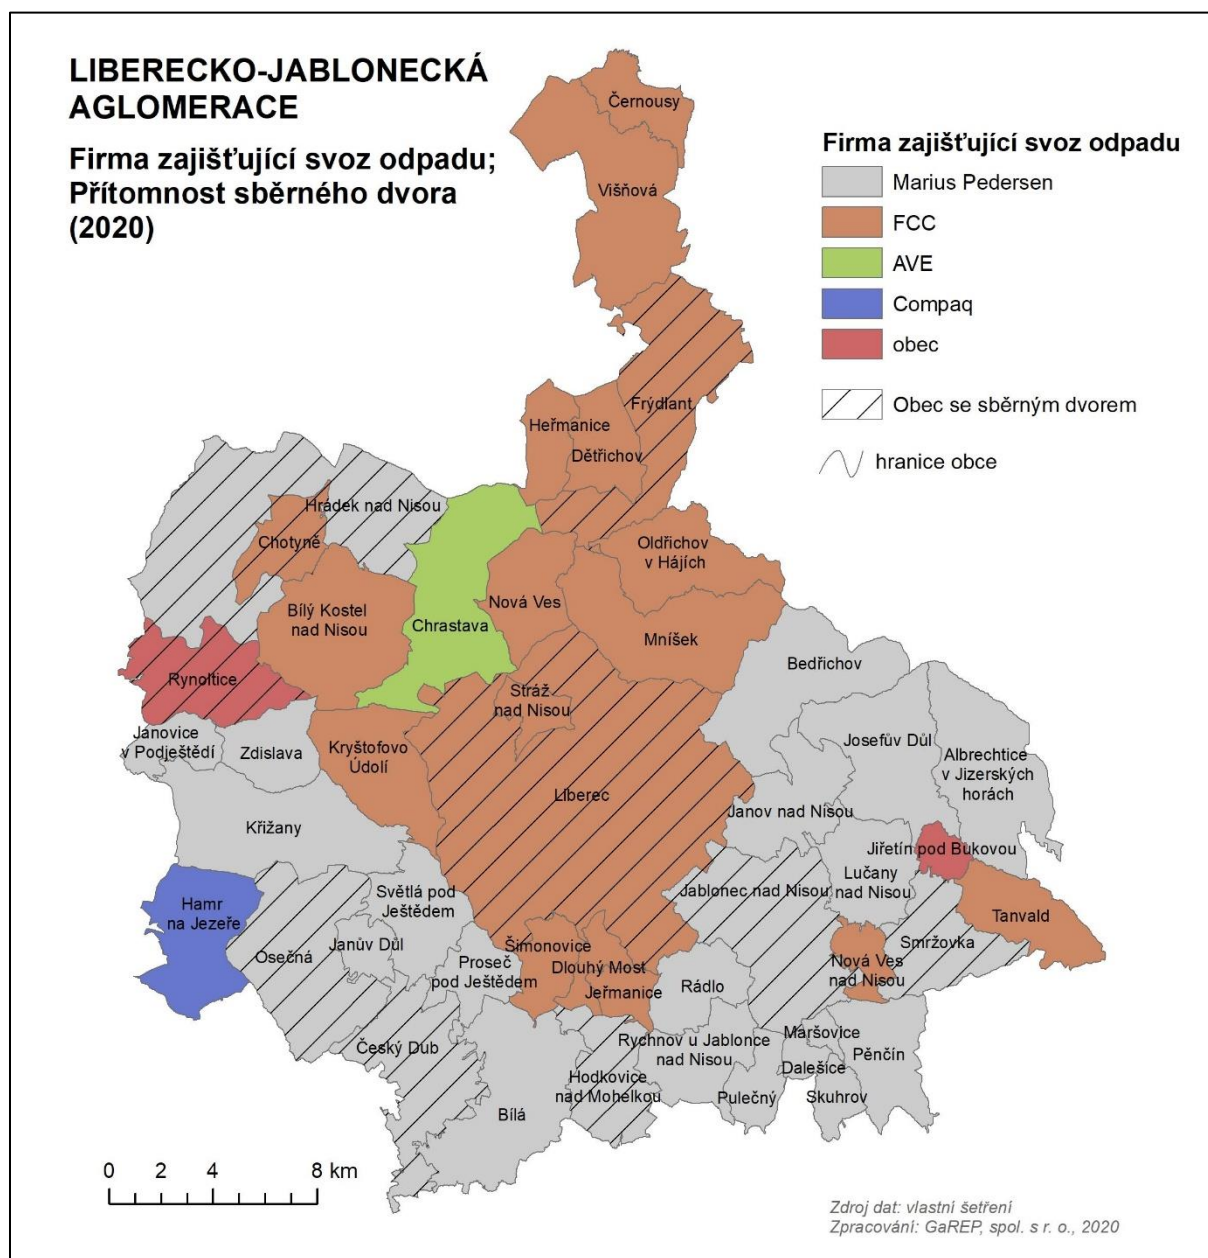 LIBERECKO-JABLONECKÁ
AGLOMERACE
Firma zajišťující svoz odpadu;
Přítomnost sběrného dvora
(2020)
Firma zajišťující svoz odpadu
Marius Pedersen
FCC
AVE
Compaq
obec
Obec se sběrným dvorem
hranice obce
Černousy
Višňová
Frýdlant
Heřmanice
Dětřichov
Hrádek nad Nisou
Chotyně
Oldřichov
v Hájích
Bílý Kostel
nad Nisou
Nová Ves
Chrastava
Mníšek
Bedřichov
Rynoltice
Stráž
nad Nisou
Janovice
v Podještědí
Zdislava
Kryštofovo
Údolí
Josefův Důl
Albrechtice
v Jizerských
horách
Liberec
Janov nad Nisou
Křižany
Jiřetín pod Bukovou
Lučany
nad Nisou
Jablonec nad Nisou
Světlá pod
Ještědem
Hamr
na Jezeře
Tanvald
Smržovka
Osečná
Janův Důl
Proseč
pod Ještědem
Šimonovice
Dlouhý Most
Jeřmanice
Rádlo
Nová Ves
nad Nisou
Český Dub
Rychnov u Jablonce
nad Nisou
Maršovice
Pěnčín
Dalešice
Hodkovice
nad Mohelkou
Pulečný
Skuhrov
Bílá
0 2 4 8 km
Zdroj dat: vlastní šetření
Zpracování: GaREP, spol. s r. o., 2020